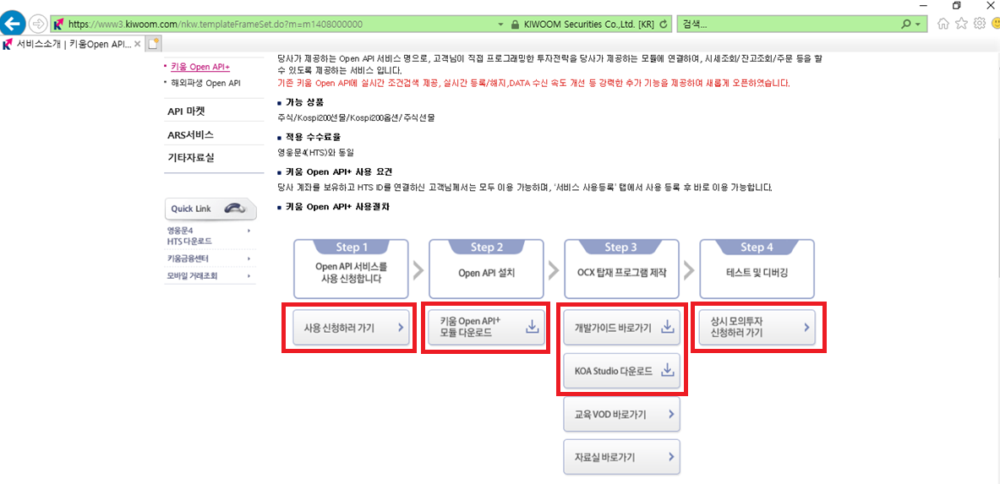 https://www3.kiwoom.com/nkw.templateFrameSet.do?m=m1408000000
KIWOOM Securities Co.,Ltd. [KR]
검색...
서비스소개 | 키움Open API...
키움 Open API+
해외파생 Open API
API 마켓
ARS서비스
기타자료실
Quick Link
영웅문4
HTS 다운로드
키움금융센터
모바일 거래조회
당사가 제공하는 Open API 서비스 명으로, 고객님이 직접 프로그래밍한 투자전략을 당사가 제공하는 모듈에 연결하여, 시세조회/잔고조회/주문 등을 할
수 있도록 제공하는 서비스 입니다.
기존 키움 Open API에 실시간 조건검색 제공, 실시간 등록/해지,DATA 수신 속도 개선 등 강력한 추가 기능을 제공하여 새롭게 오픈하였습니다.
가능 상품
주식/Kospi200선물/Kospi200옵션/주식선물
적용 수수료율
영웅문4(HTS)와 동일
키움 Open API+ 사용 요건
당사 계좌를 보유하고 HTS ID를 연결하신 고객님께서는 모두 이용 가능하며, '서비스 사용등록' 탭에서 사용 등록 후 바로 이용 가능합니다.
키움 Open API+ 사용절차
Step 1
Open API 서비스를
사용 신청합니다
사용 신청하러 가기
Step 2
Open API 설치
키움 Open API+
모듈 다운로드
Step 3
OCX 탑재 프로그램 제작
개발가이드 바로가기
KOA Studio 다운로드
교육 VOD 바로가기
자료실 바로가기
Step 4
테스트 및 디버깅
상시 모의투자
신청하러 가기